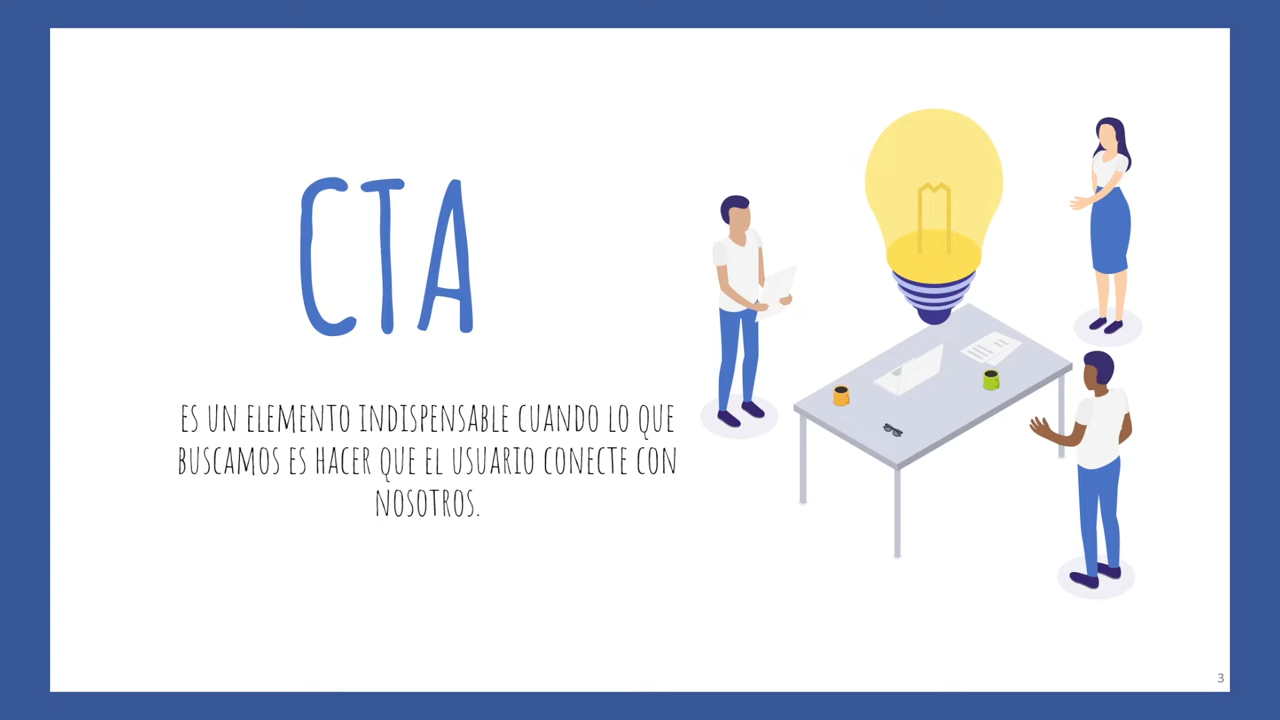 CTA
ES UN ELEMENTO INDISPENSABLE CUANDO LO QUE
BUSCAMOS ES HACER QUE EL USUARIO CONECTE CON
NOSOTROS.
3